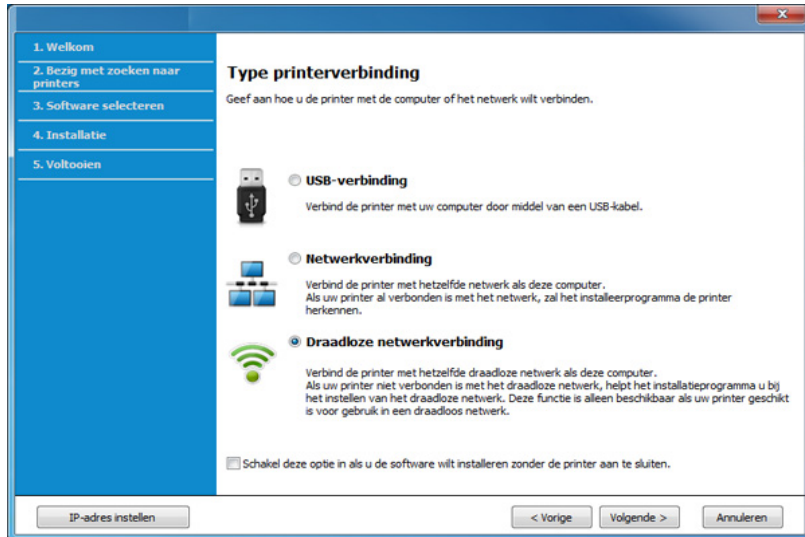 1. Welkom
2. Bezig met zoeken naar
printers
3. Software selecteren
4. Installatie
5. Voltooien
Type printerverbinding
Geef aan hoe u de printer met de computer of het netwerk wilt verbinden.
USB-verbinding
Verbind de printer met uw computer door middel van een USB-kabel.
Netwerkverbinding
Verbind de printer met hetzelfde netwerk als deze computer.
Als uw printer al verbonden is met het netwerk, zal het installeerprogramma de printer
herkennen.
Draadloze netwerkverbinding
Verbind de printer met hetzelfde draadloze netwerk als deze computer.
Als uw printer niet verbonden is met het draadloze netwerk, helpt het installatieprogramma u bij
het instellen van het draadloze netwerk. Deze functie is alleen beschikbaar als uw printer geschikt
is voor gebruik in een draadloos netwerk.
Schakel deze optie in als u de software wilt installeren zonder de printer aan te sluiten.
IP-adres instellen
< Vorige
Volgende >
Annuleren